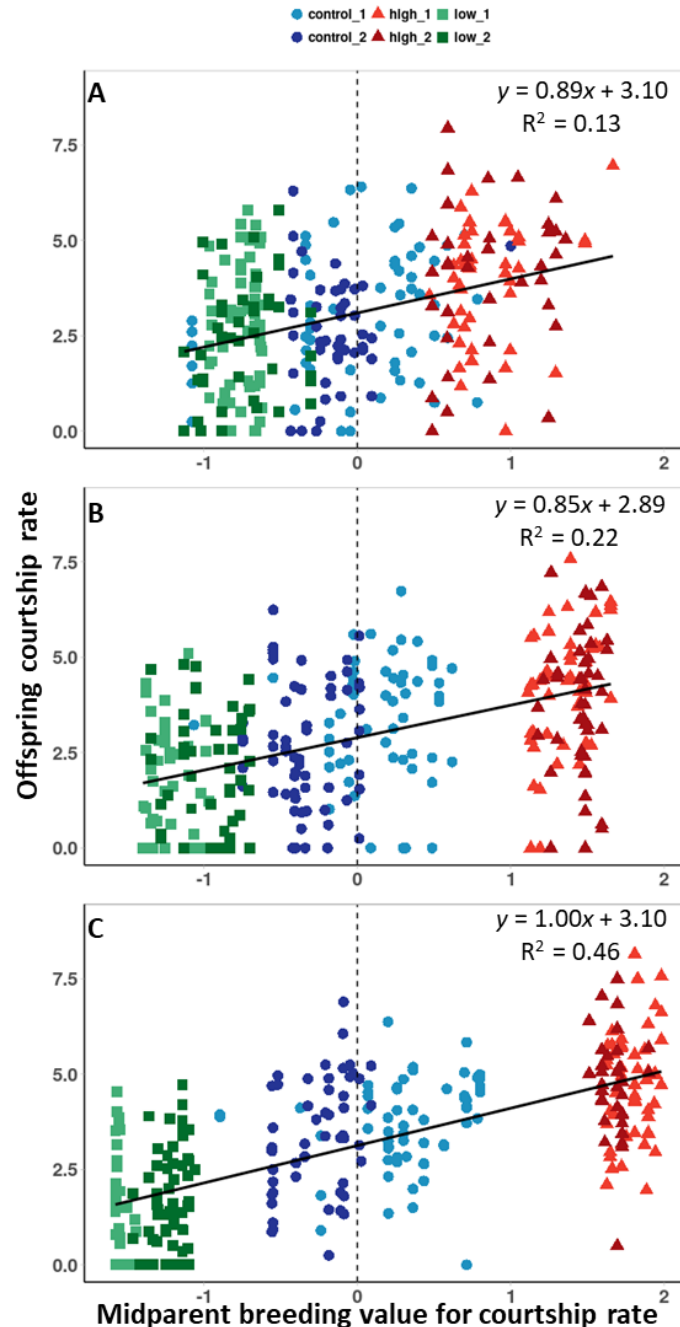 control_1 high_1 low_1
control_2 high_2 low_2
A
y = 0.89x + 3.10
R² = 0.13
7.5
5.0
2.5
0.0
-1 0 1 2
B
y = 0.85x + 2.89
R² = 0.22
7.5
5.0
2.5
0.0
-1 0 1 2
C
y = 1.00x + 3.10
R² = 0.46
7.5
5.0
2.5
0.0
-1 0 1 2
Offspring courtship rate
Midparent breeding value for courtship rate